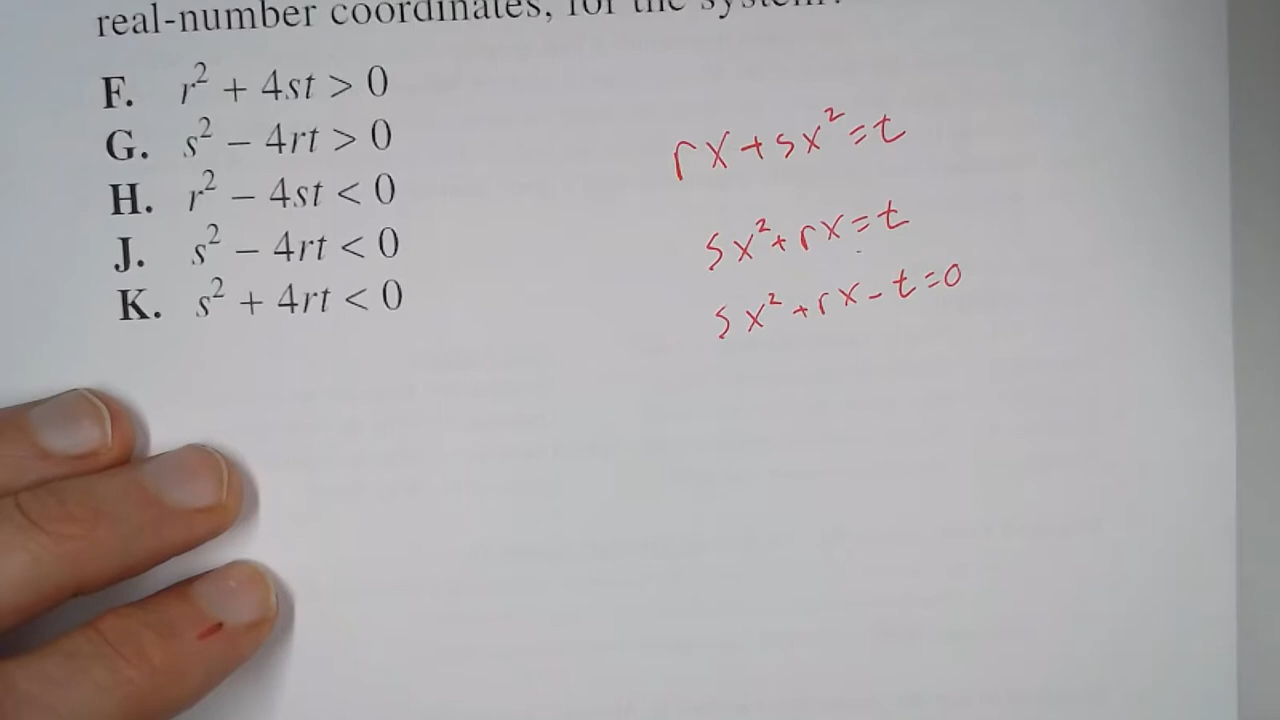 real-number coordinates, for the system?
F. r² + 4st > 0
G. s² – 4rt > 0
H. r² – 4st < 0
J. s² – 4rt < 0
K. s² + 4rt < 0
rx+sx²=t
sx²+rx=t
sx²+rx-t=0